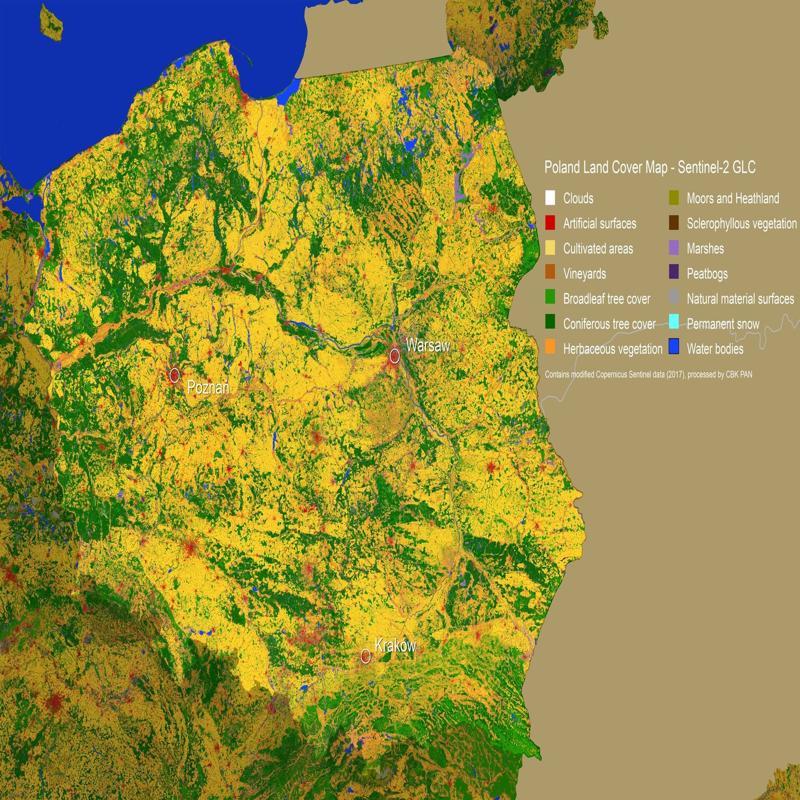 Poland Land Cover Map - Sentinel-2 GLC
Clouds
Artificial surfaces
Cultivated areas
Vineyards
Broadleaf tree cover
Coniferous tree cover
Herbaceous vegetation
Moors and Heathland
Sclerophyllous vegetation
Marshes
Peatbogs
Natural material surfaces
Permanent snow
Water bodies
Contains modified Copernicus Sentinel data (2017), processed by CBK PAN
Warsaw
Poznań
Kraków